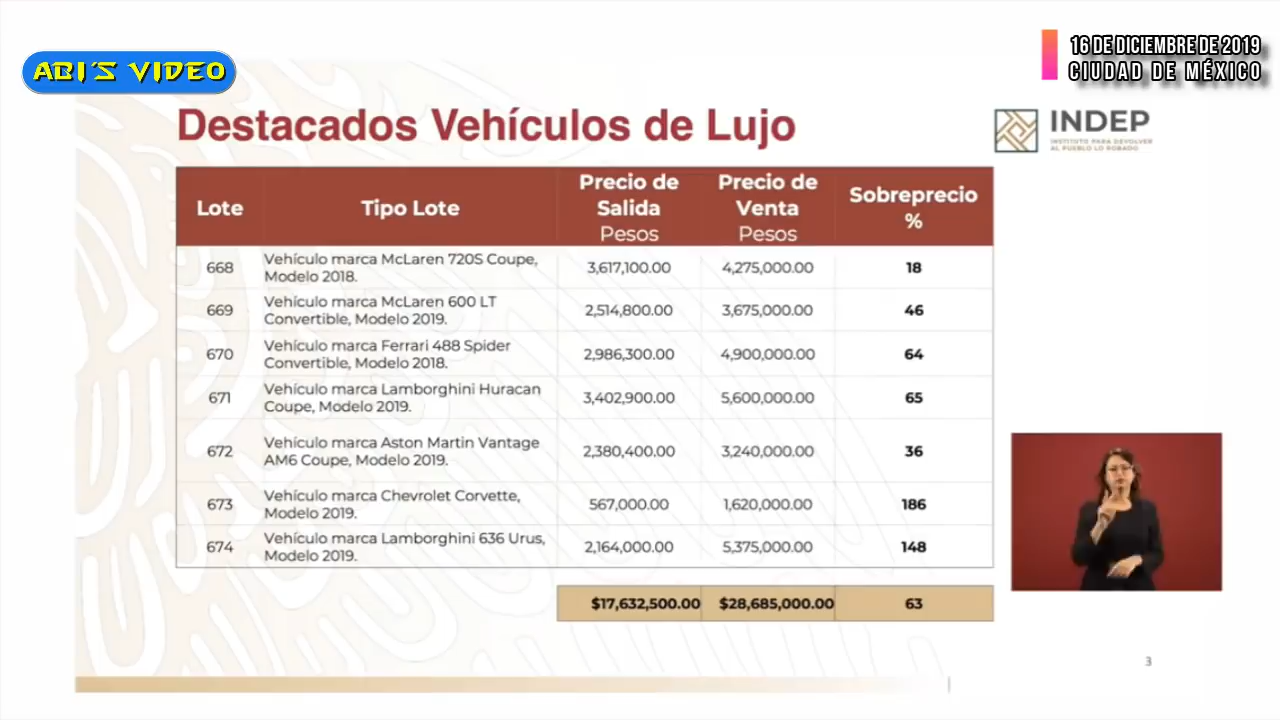 ABI'S VIDEO
16 DE DICIEMBRE DE 2019
CIUDAD DE MÉXICO
Destacados Vehículos de Lujo
INDEP
INSTITUTO PARA DEVOLVER
AL PUEBLO LO ROBADO
Lote Tipo Lote Precio de Salida Pesos Precio de Venta Pesos Sobreprecio %
668 Vehículo marca McLaren 720S Coupe, 3,617,100.00 4,275,000.00 18
Modelo 2018.
669 Vehículo marca McLaren 600 LT 2,514,800.00 3,675,000.00 46
Convertible, Modelo 2019.
670 Vehículo marca Ferrari 488 Spider 2,986,300.00 4,900,000.00 64
Convertible, Modelo 2018.
671 Vehículo marca Lamborghini Huracan 3,402,900.00 5,600,000.00 65
Coupe, Modelo 2019.
672 Vehículo marca Aston Martin Vantage 2,380,400.00 3,240,000.00 36
AM6 Coupe, Modelo 2019.
673 Vehículo marca Chevrolet Corvette, 567,000.00 1,620,000.00 186
Modelo 2019.
674 Vehículo marca Lamborghini 636 Urus, 2,164,000.00 5,375,000.00 148
Modelo 2019.
$17,632,500.00 $28,685,000.00 63
3